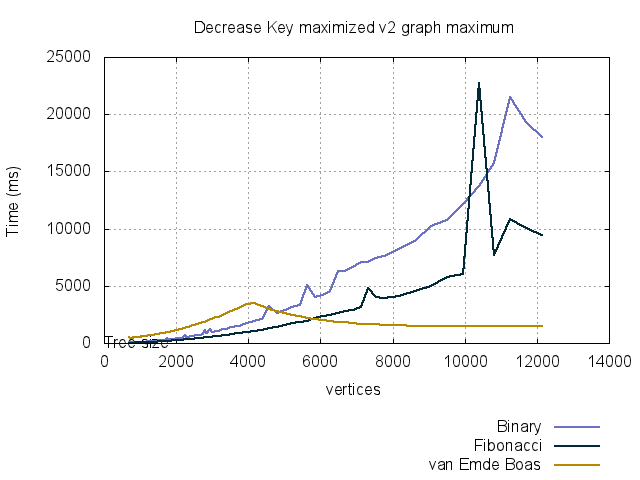 Decrease Key maximized v2 graph maximum
25000
20000
15000
10000
5000
0
Time (ms)
Tree size
0 2000 4000 6000 8000 10000 12000 14000
vertices
Binary
Fibonacci
van Emde Boas